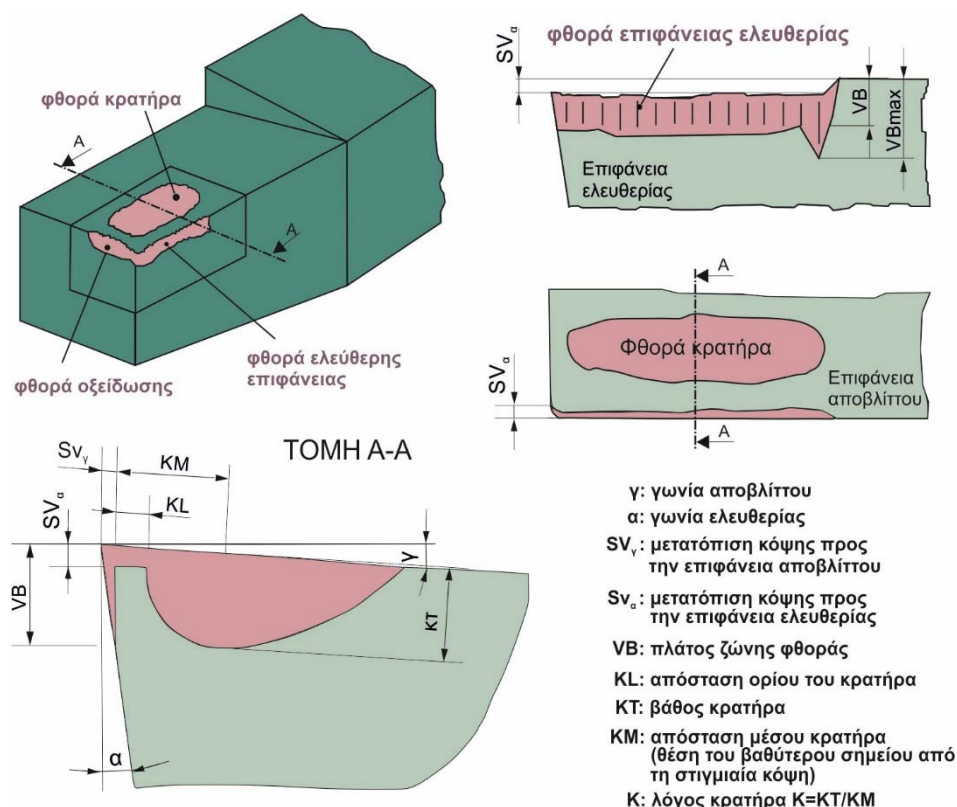 φθορά κρατήρα
A
A
φθορά οξείδωσης
φθορά ελεύθερης
επιφάνειας
SVα
φθορά επιφάνειας ελευθερίας
VB
VBmax
Επιφάνεια
ελευθερίας
A
SVα
Φθορά κρατήρα
Επιφάνεια
αποβλίττου
A
ΤΟΜΗ Α-Α
Svγ
KM
KL
SVα
VB
γ
κτ
α
γ: γωνία αποβλίττου
α: γωνία ελευθερίας
SVγ: μετατόπιση κόψης προς
την επιφάνεια αποβλίττου
Svα: μετατόπιση κόψης προς
την επιφάνεια ελευθερίας
VB: πλάτος ζώνης φθοράς
KL: απόσταση ορίου του κρατήρα
KT: βάθος κρατήρα
KM: απόσταση μέσου κρατήρα
(θέση του βαθύτερου σημείου από
τη στιγμιαία κόψη)
K: λόγος κρατήρα K=KT/KM